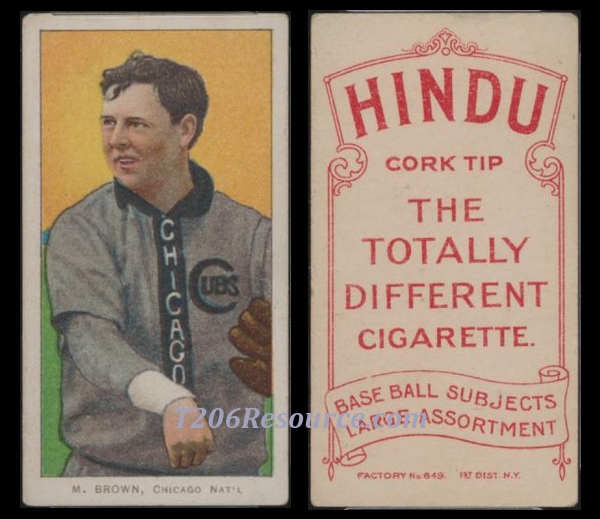 CHICAGO
CUBS
M. BROWN, CHICAGO NAT'L
HINDU
CORK TIP
THE
TOTALLY
DIFFERENT
CIGARETTE.
BASE BALL SUBJECTS
LARGE ASSORTMENT
FACTORY No. 649. 1ST DIST. N.Y.
T206Resource.com